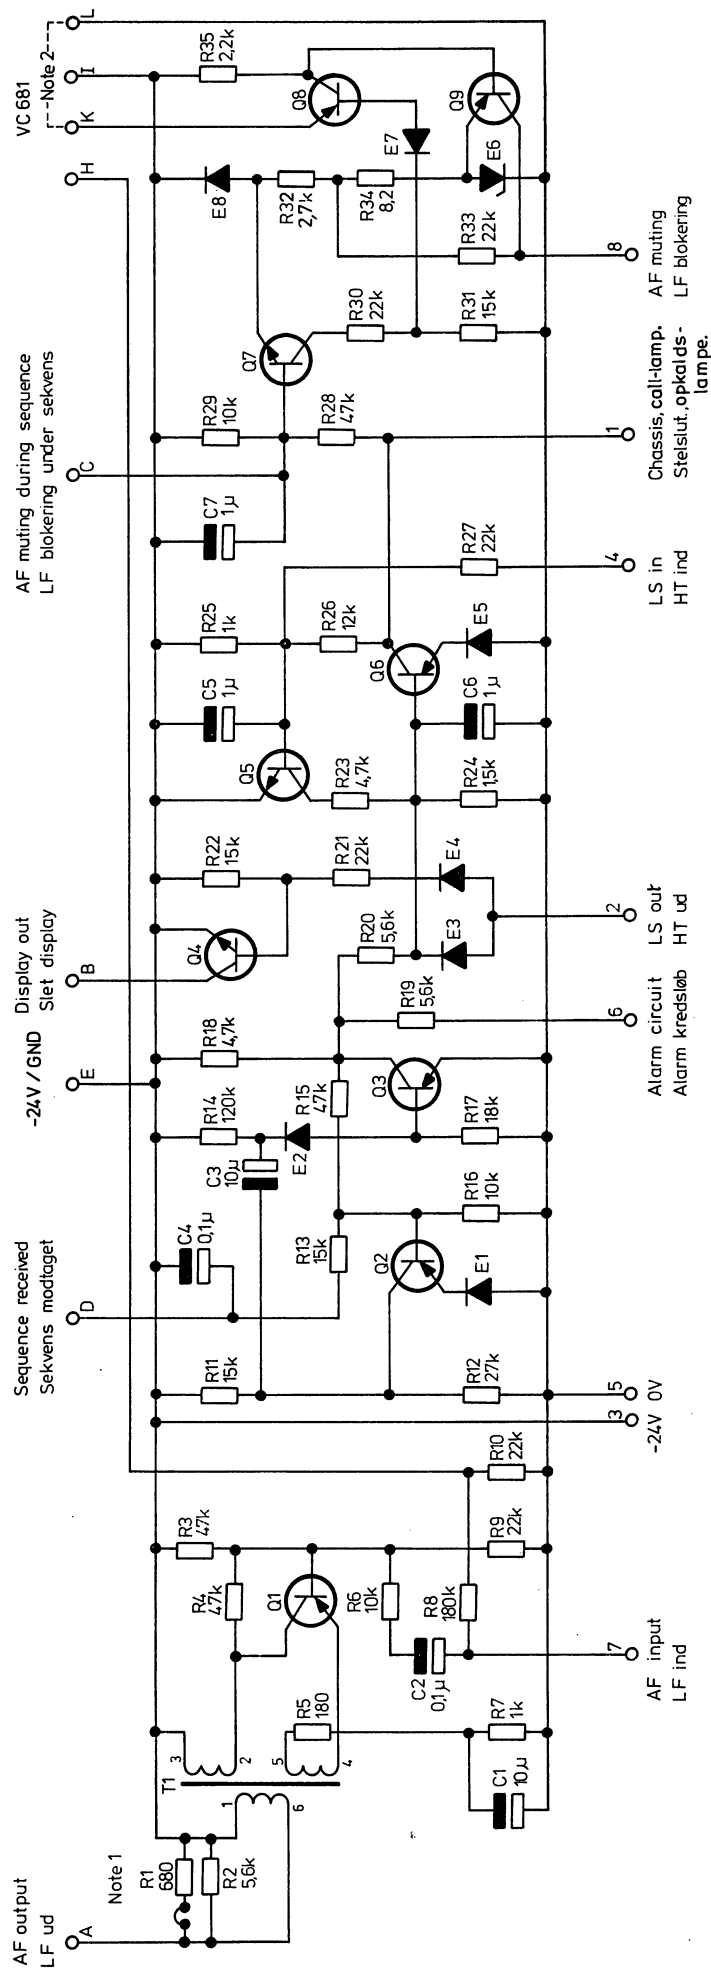 AF output
LF ud
A
Note 1
R1
680
R2
5,6k
T1
1
6
3
2
5
4
R5
180
C1
10µ
R7
1k
R4
47k
R3
47k
Q1
R6
10k
C2
0,1µ
R8
180k
R9
22k
R10
22k
AF input
LF ind
7
-24V
3
0V
5
Sequence received
Sekvens modtaget
D
R11
15k
R12
27k
C4
0,1µ
C3
10µ
R13
15k
Q2
E1
R14
120k
E2
R15
47k
R16
10k
R17
18k
-24V / GND
E
R18
4,7k
Q3
R19
5,6k
Alarm circuit
Alarm kredsløb
6
Display out
Slet display
B
Q4
R20
5,6k
E3
E4
R22
15k
R21
22k
LS out
HT ud
2
Q5
R23
4,7k
R24
1,5k
C5
1µ
C6
1µ
R25
1k
R26
12k
Q6
E5
R27
22k
LS in
HT ind
4
AF muting during sequence
LF blokering under sekvens
C
C7
1µ
R29
10k
R28
47k
Chassis, call-lamp.
Stelslut., opkalds-
lampe.
1
Q7
R30
22k
R31
15k
E8
R32
2,7k
R34
8,2
R33
22k
E7
E6
AF muting
LF blokering
8
H
VC 681
K
I
L
Note 2
Q8
R35
2,2k
Q9